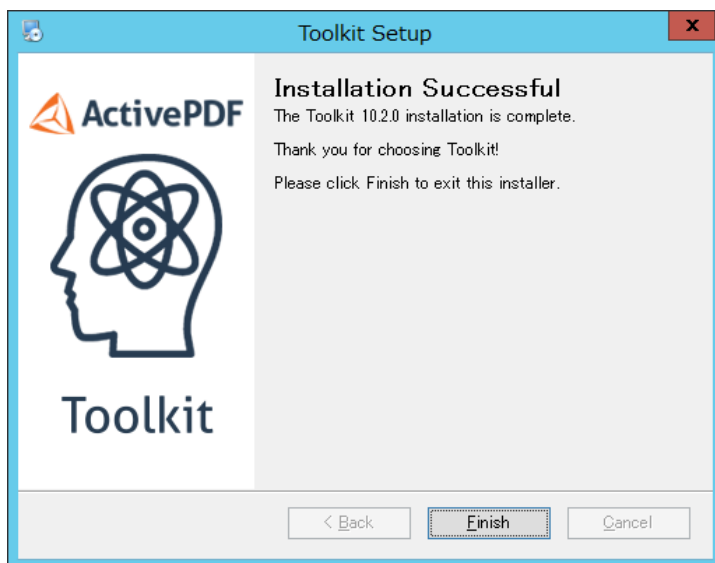 Toolkit Setup
x
ActivePDF
Toolkit
Installation Successful
The Toolkit 10.2.0 installation is complete.
Thank you for choosing Toolkit!
Please click Finish to exit this installer.
< Back
Finish
Cancel